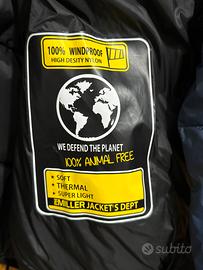 100% WINDPROOF
HIGH DESITY NYLON
WE DEFEND THE PLANET
100% ANIMAL FREE
• SOFT
• THERMAL
• SUPER LIGHT
EMILLER JACKET'S DEPT
subito